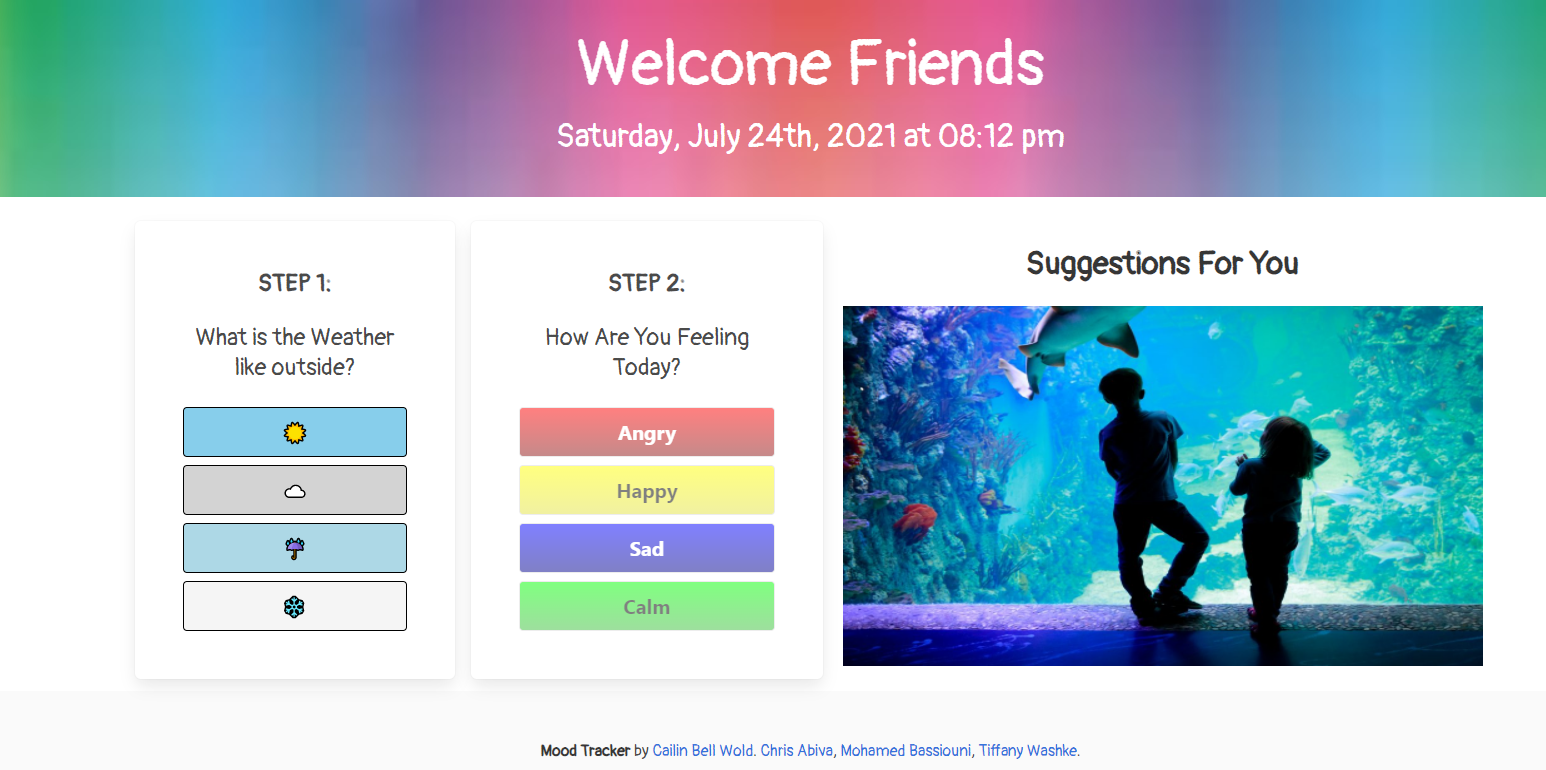 Welcome Friends
Saturday, July 24th, 2021 at 08:12 pm
STEP 1:
What is the Weather
like outside?
STEP 2:
How Are You Feeling
Today?
Angry
Happy
Sad
Calm
Suggestions For You
Mood Tracker by Cailin Bell Wold. Chris Abiva, Mohamed Bassiouni, Tiffany Washke.